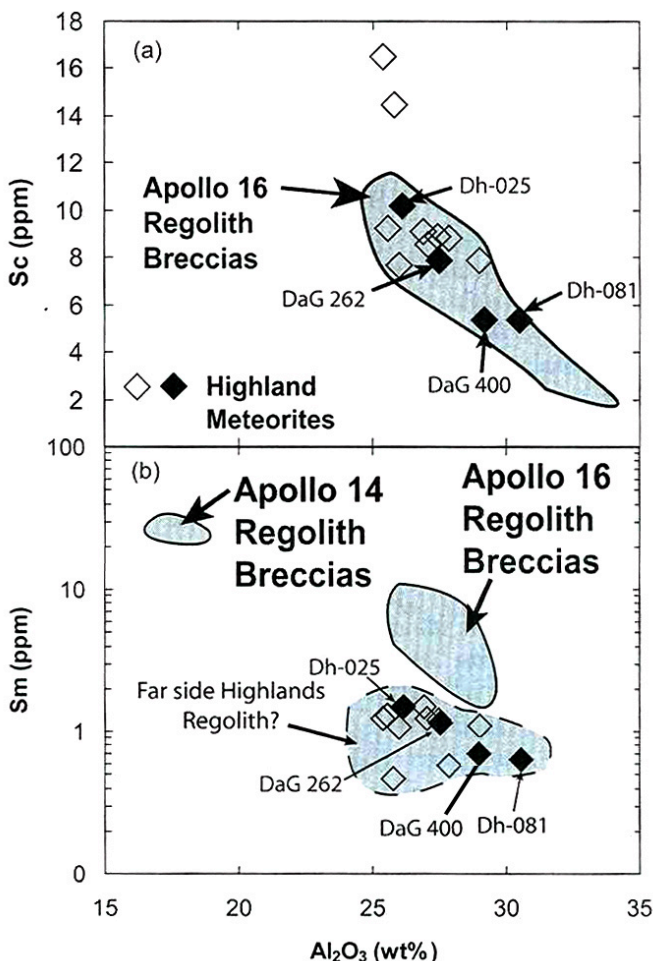 18
(a)
16
14
12
Apollo 16
Regolith
Breccias
Dh-025
10
Sc (ppm)
8
6
DaG 262
Dh-081
4
DaG 400
Highland
Meteorites
2
100
(b)
Apollo 14
Regolith
Breccias
Apollo 16
Regolith
Breccias
10
Sm (ppm)
Dh-025
Far side Highlands
Regolith?
1
DaG 262
DaG 400
Dh-081
0
15 20 25 30 35
Al₂O₃ (wt%)